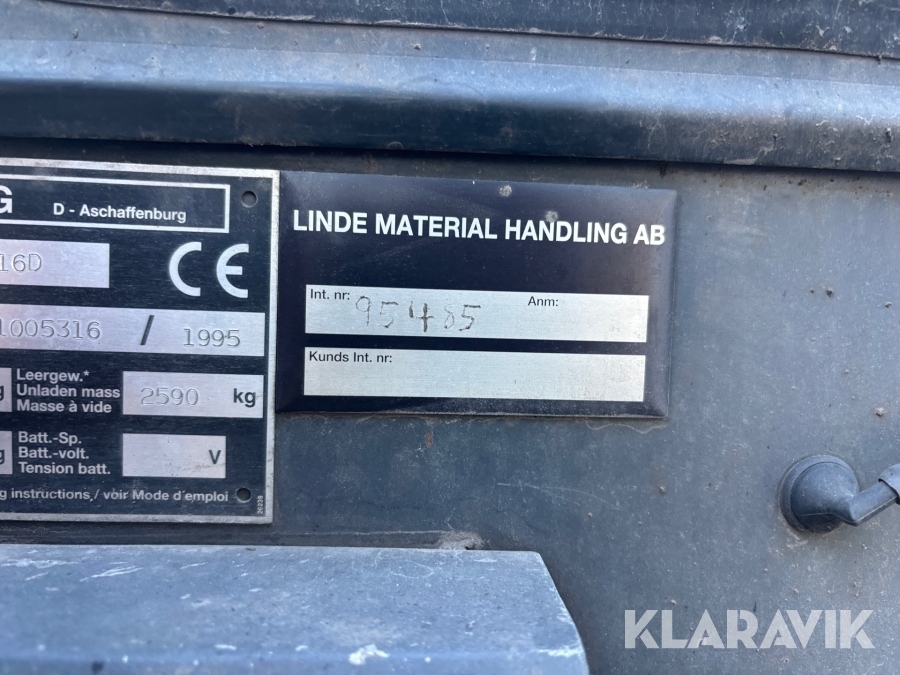 G
D - Aschaffenburg
16D
CE
1005316 / 1995
g Leergew.*
Unladen mass
Masse à vide 2590 kg
g Batt.-Sp.
Batt.-volt.
Tension batt. V
g instructions / voir Mode d'emploi
LINDE MATERIAL HANDLING AB
Int. nr: 95485 Anm:
Kunds Int. nr:
KLARAVIK